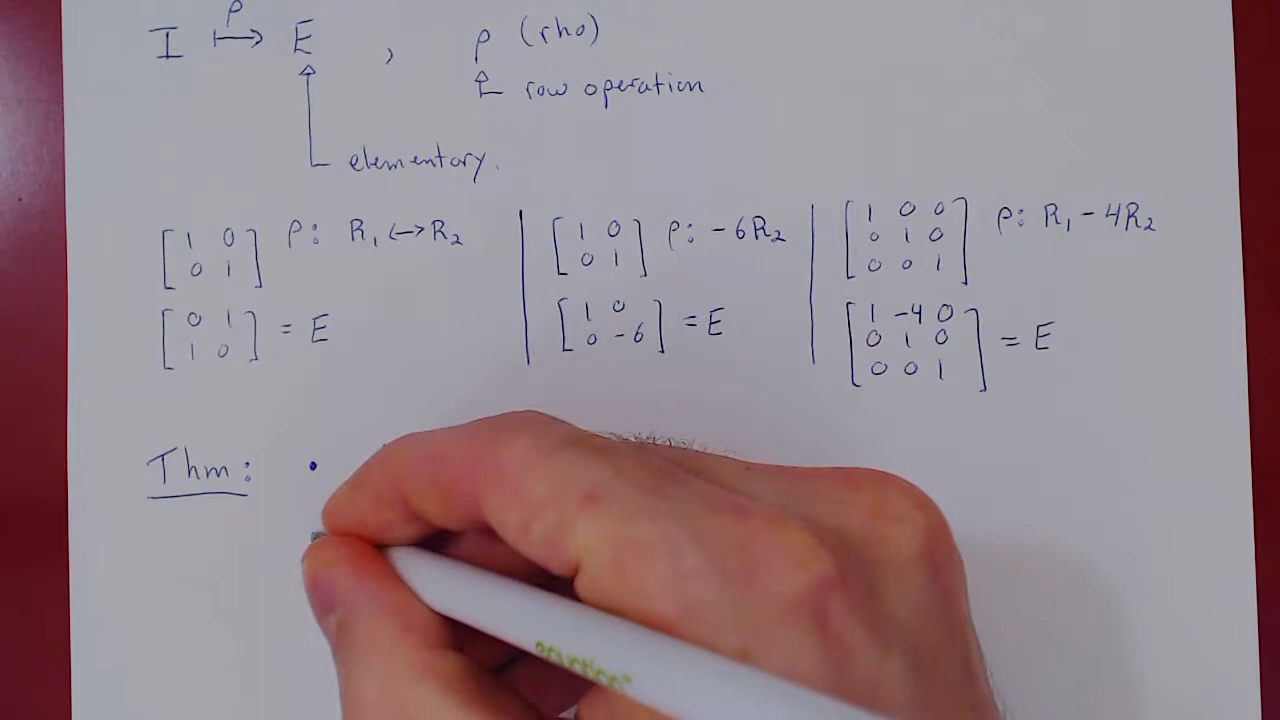 I ρ↦ E , ρ (rho)
row operation
elementary.
[1 0 0 1] ρ: R₁ ↔ R₂
[0 1 1 0] = E
[1 0 0 1] ρ: -6R₂
[1 0 0 -6] = E
[1 0 0 0 1 0 0 0 1] ρ: R₁ - 4R₂
[1 -4 0 0 1 0 0 0 1] = E
Thm: •